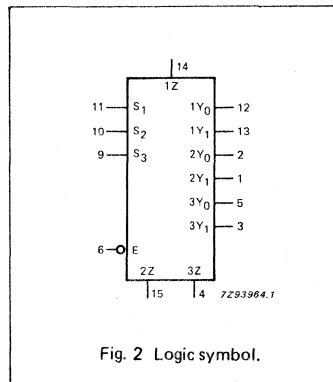 14
1Z
11 S1 1Y0 12
10 S2 1Y1 13
9 S3 2Y0 2
2Y1 1
3Y0 5
3Y1 3
6 E
2Z 3Z
15 4 7Z93964.1
Fig. 2 Logic symbol.